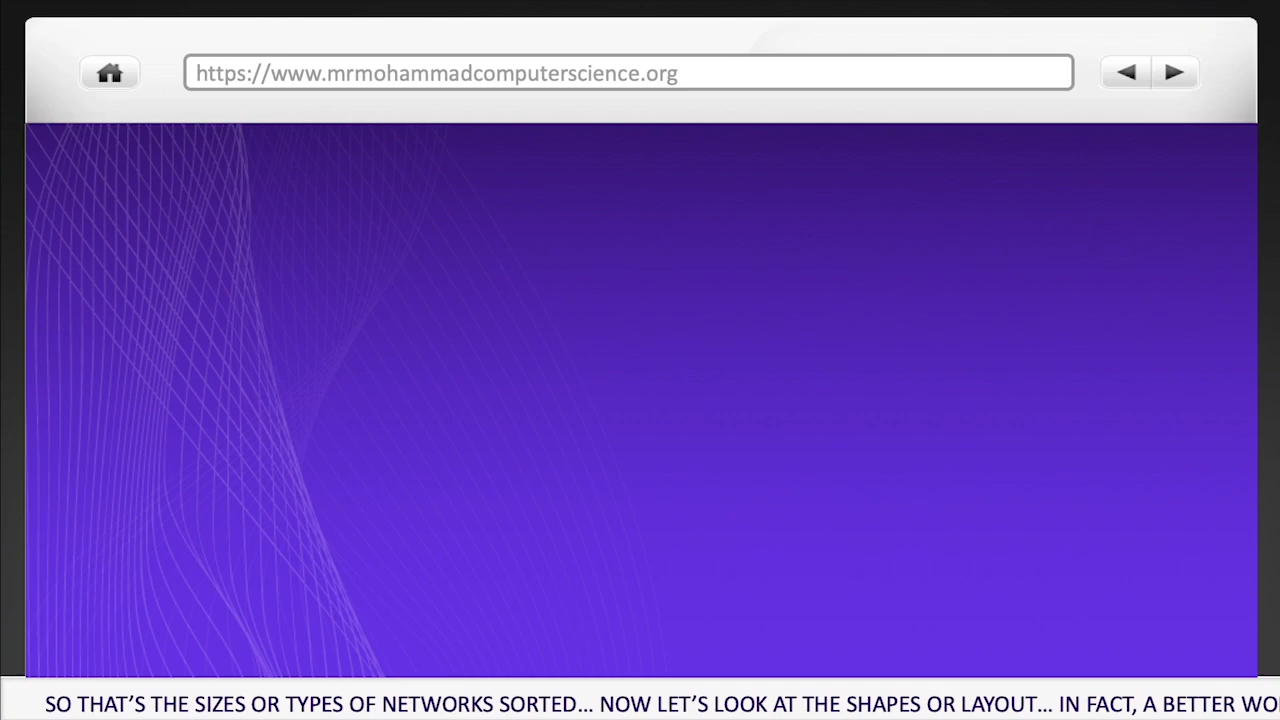 https://www.mrmohammadcomputerscience.org
SO THAT’S THE SIZES OR TYPES OF NETWORKS SORTED… NOW LET’S LOOK AT THE SHAPES OR LAYOUT… IN FACT, A BETTER